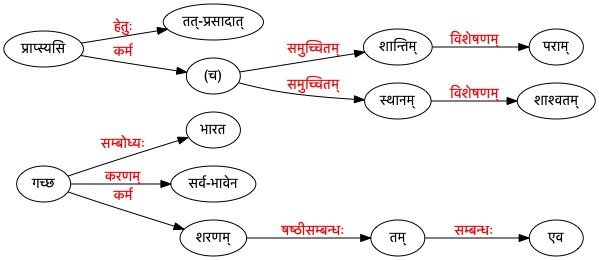 हेतुः
तत्-प्रसादात्
प्राप्स्यसि
कर्म
(च)
समुच्चितम्
शान्तिम्
विशेषणम्
पराम्
समुच्चितम्
स्थानम्
विशेषणम्
शाश्वतम्
सम्बोध्यः
भारत
गच्छ
करणम्
सर्व-भावेन
कर्म
शरणम्
षष्ठीसम्बन्धः
तम्
सम्बन्धः
एव